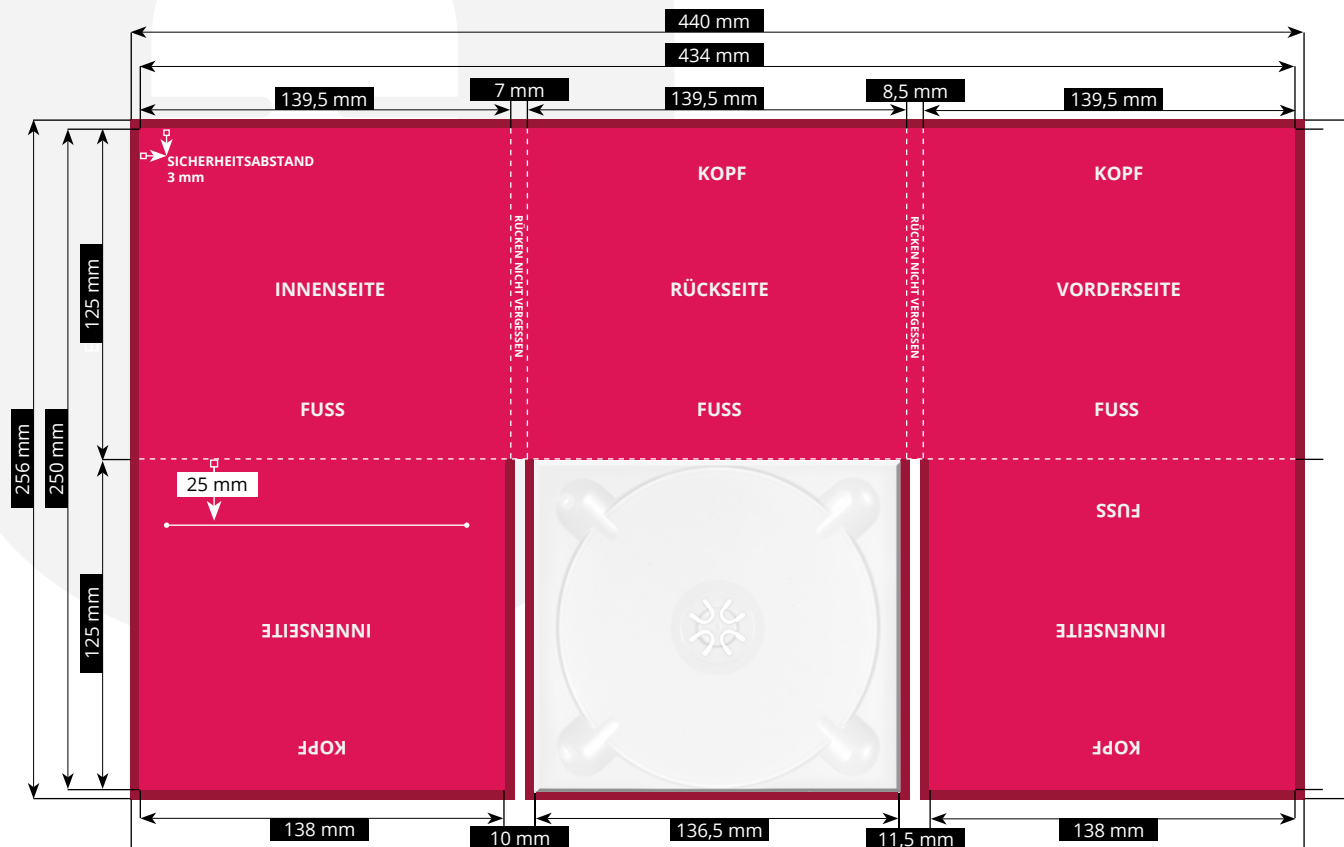 440 mm
434 mm
139,5 mm
7 mm
139,5 mm
8,5 mm
139,5 mm
SICHERHEITSABSTAND
3 mm
KOPF
KOPF
125 mm
INNENSEITE
RÜCKEN NICHT VERGESSEN
RÜCKSEITE
RÜCKEN NICHT VERGESSEN
VORDERSEITE
FUSS
FUSS
FUSS
256 mm
250 mm
25 mm
FUSS
125 mm
INNENSEITE
INNENSEITE
KOPF
KOPF
138 mm
10 mm
136,5 mm
11,5 mm
138 mm